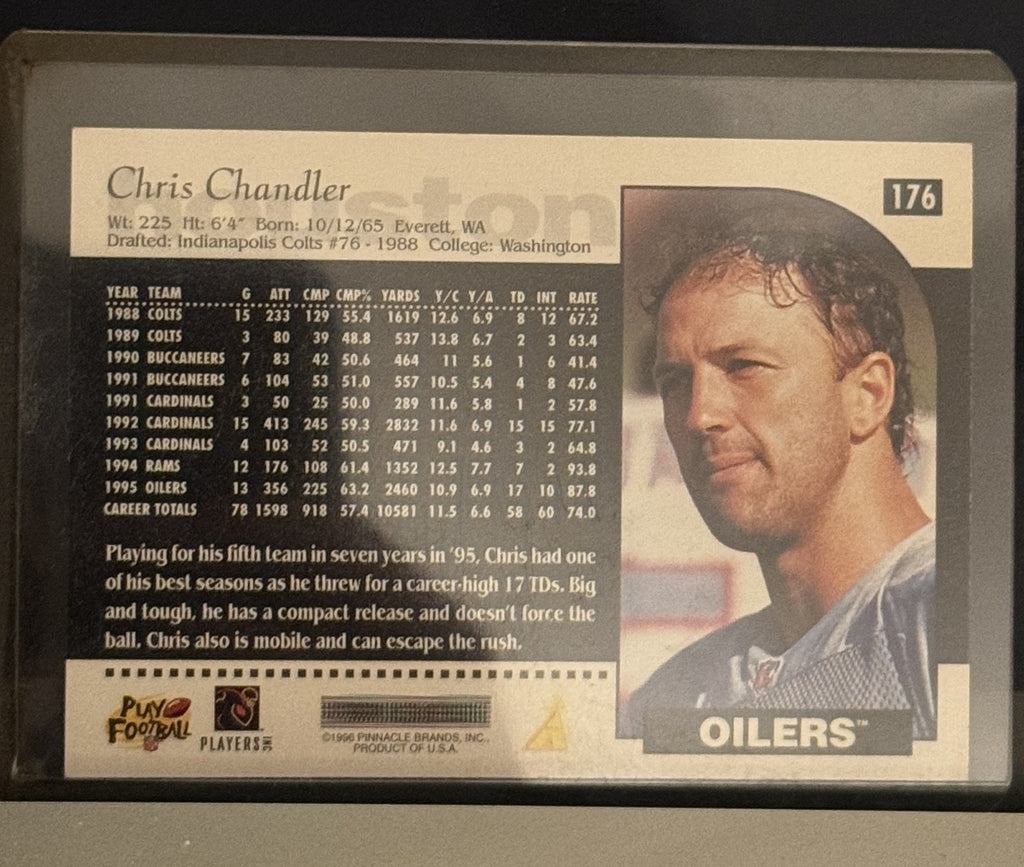 Chris Chandler
176
Wt: 225 Ht: 6'4" Born: 10/12/65 Everett, WA
Drafted: Indianapolis Colts #76 - 1988 College: Washington
YEAR TEAM G ATT CMP CMP% YARDS Y/C Y/A TD INT RATE
1988 COLTS 15 233 129 55.4 1619 12.6 6.9 8 12 67.2
1989 COLTS 3 80 39 48.8 537 13.8 6.7 2 3 63.4
1990 BUCCANEERS 7 83 42 50.6 464 11 5.6 1 6 41.4
1991 BUCCANEERS 6 104 53 51.0 557 10.5 5.4 4 8 47.6
1991 CARDINALS 3 50 25 50.0 289 11.6 5.8 1 2 57.8
1992 CARDINALS 15 413 245 59.3 2832 11.6 6.9 15 15 77.1
1993 CARDINALS 4 103 52 50.5 471 9.1 4.6 3 2 64.8
1994 RAMS 12 176 108 61.4 1352 12.5 7.7 7 2 93.8
1995 OILERS 13 356 225 63.2 2460 10.9 6.9 17 10 87.8
CAREER TOTALS 78 1598 918 57.4 10581 11.5 6.6 58 60 74.0
Playing for his fifth team in seven years in '95, Chris had one
of his best seasons as he threw for a career-high 17 TDs. Big
and tough, he has a compact release and doesn't force the
ball. Chris also is mobile and can escape the rush.
PLAY
FOOTBALL
PLAYERS INC
©1996 PINNACLE BRANDS, INC.
PRODUCT OF U.S.A.
OILERS™